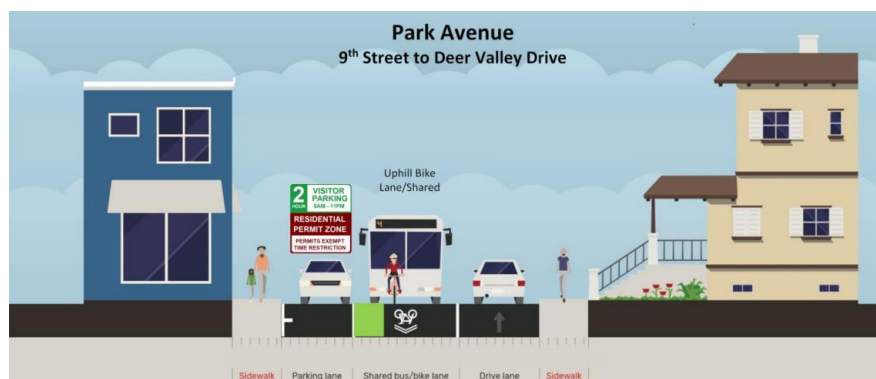 Park Avenue
9th Street to Deer Valley Drive
Uphill Bike
Lane/Shared
2
HOUR
VISITOR
PARKING
8AM - 11PM
RESIDENTIAL
PERMIT ZONE
PERMITS EXEMPT
TIME RESTRICTION
4
Sidewalk
Parking lane
Shared bus/bike lane
Drive lane
Sidewalk